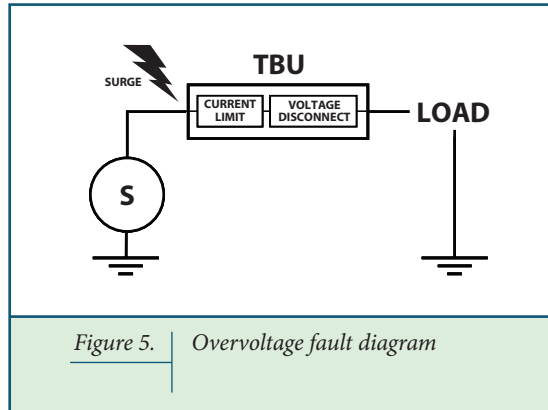 TBU
SURGE
CURRENT
LIMIT
VOLTAGE
DISCONNECT
LOAD
S
Figure 5.
Overvoltage fault diagram